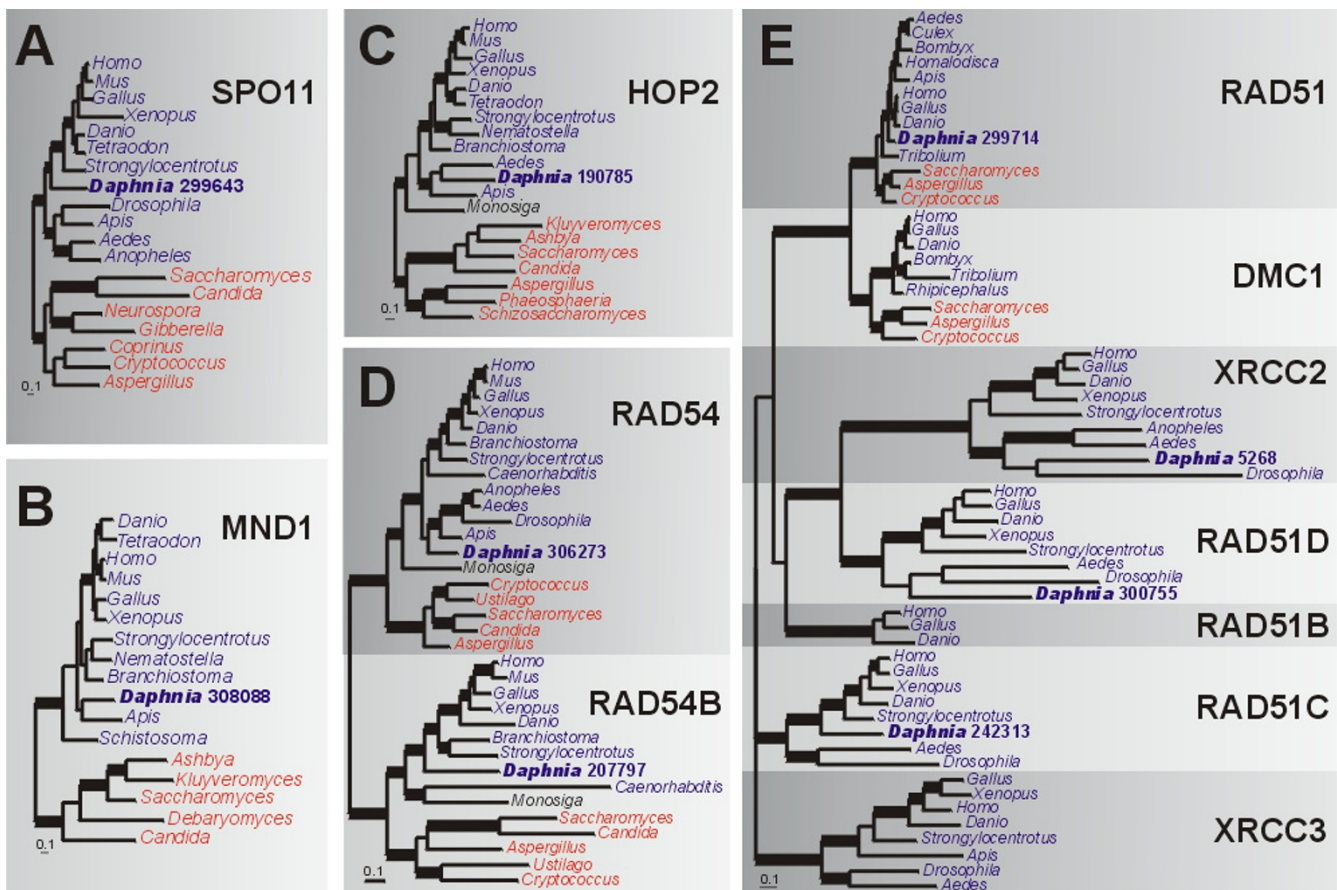 A
SPO11
Homo
Mus
Gallus
Xenopus
Danio
Tetraodon
Strongylocentrotus
Daphnia 299643
Drosophila
Apis
Aedes
Anopheles
Saccharomyces
Candida
Neurospora
Gibberella
Coprinus
Cryptococcus
Aspergillus
0.1
B
MND1
Danio
Tetraodon
Homo
Mus
Gallus
Xenopus
Strongylocentrotus
Nematostella
Branchiostoma
Daphnia 308088
Apis
Schistosoma
Ashbya
Kluyveromyces
Saccharomyces
Debaryomyces
Candida
0.1
C
HOP2
Homo
Mus
Gallus
Xenopus
Danio
Tetraodon
Strongylocentrotus
Nematostella
Branchiostoma
Aedes
Daphnia 190785
Apis
Monosiga
Kluyveromyces
Ashbya
Saccharomyces
Candida
Aspergillus
Phaeosphaeria
Schizosaccharomyces
0.1
D
RAD54
Homo
Mus
Gallus
Xenopus
Danio
Branchiostoma
Strongylocentrotus
Caenorhabditis
Anopheles
Aedes
Drosophila
Apis
Daphnia 306273
Monosiga
Cryptococcus
Ustilago
Saccharomyces
Candida
Aspergillus
RAD54B
Homo
Mus
Gallus
Xenopus
Danio
Branchiostoma
Strongylocentrotus
Daphnia 207797
Caenorhabditis
Monosiga
Saccharomyces
Candida
Aspergillus
Ustilago
Cryptococcus
0.1
E
RAD51
Aedes
Culex
Bombyx
Homalodisca
Apis
Homo
Gallus
Danio
Daphnia 299714
Tribolium
Saccharomyces
Aspergillus
Cryptococcus
DMC1
Homo
Gallus
Danio
Bombyx
Tribolium
Rhipicephalus
Saccharomyces
Aspergillus
Cryptococcus
XRCC2
Homo
Gallus
Danio
Xenopus
Strongylocentrotus
Anopheles
Aedes
Daphnia 5268
Drosophila
RAD51D
Homo
Gallus
Danio
Xenopus
Strongylocentrotus
Aedes
Drosophila
Daphnia 300755
RAD51B
Homo
Gallus
Danio
RAD51C
Homo
Gallus
Xenopus
Danio
Strongylocentrotus
Daphnia 242313
Aedes
Drosophila
XRCC3
Gallus
Xenopus
Homo
Danio
Strongylocentrotus
Apis
Drosophila
Aedes
0.1